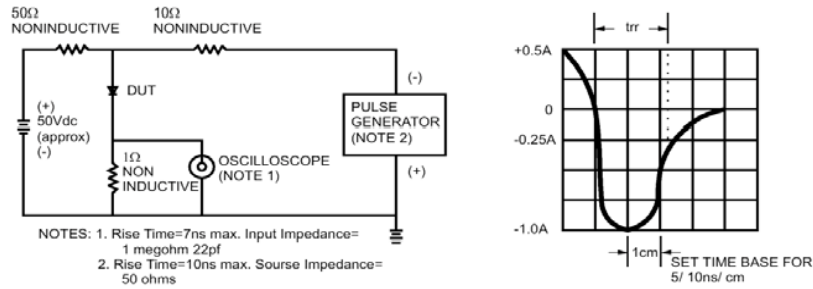 50Ω
NONINDUCTIVE
10Ω
NONINDUCTIVE
DUT
(+)
50Vdc
(approx)
(-)
1Ω
NON
INDUCTIVE
OSCILLOSCOPE
(NOTE 1)
(-)
PULSE
GENERATOR
(NOTE 2)
(+)
NOTES: 1. Rise Time=7ns max. Input Impedance=
1 megohm 22pf
2. Rise Time=10ns max. Sourse Impedance=
50 ohms
trr
+0.5A
0
-0.25A
-1.0A
1cm
SET TIME BASE FOR
5/ 10ns/ cm